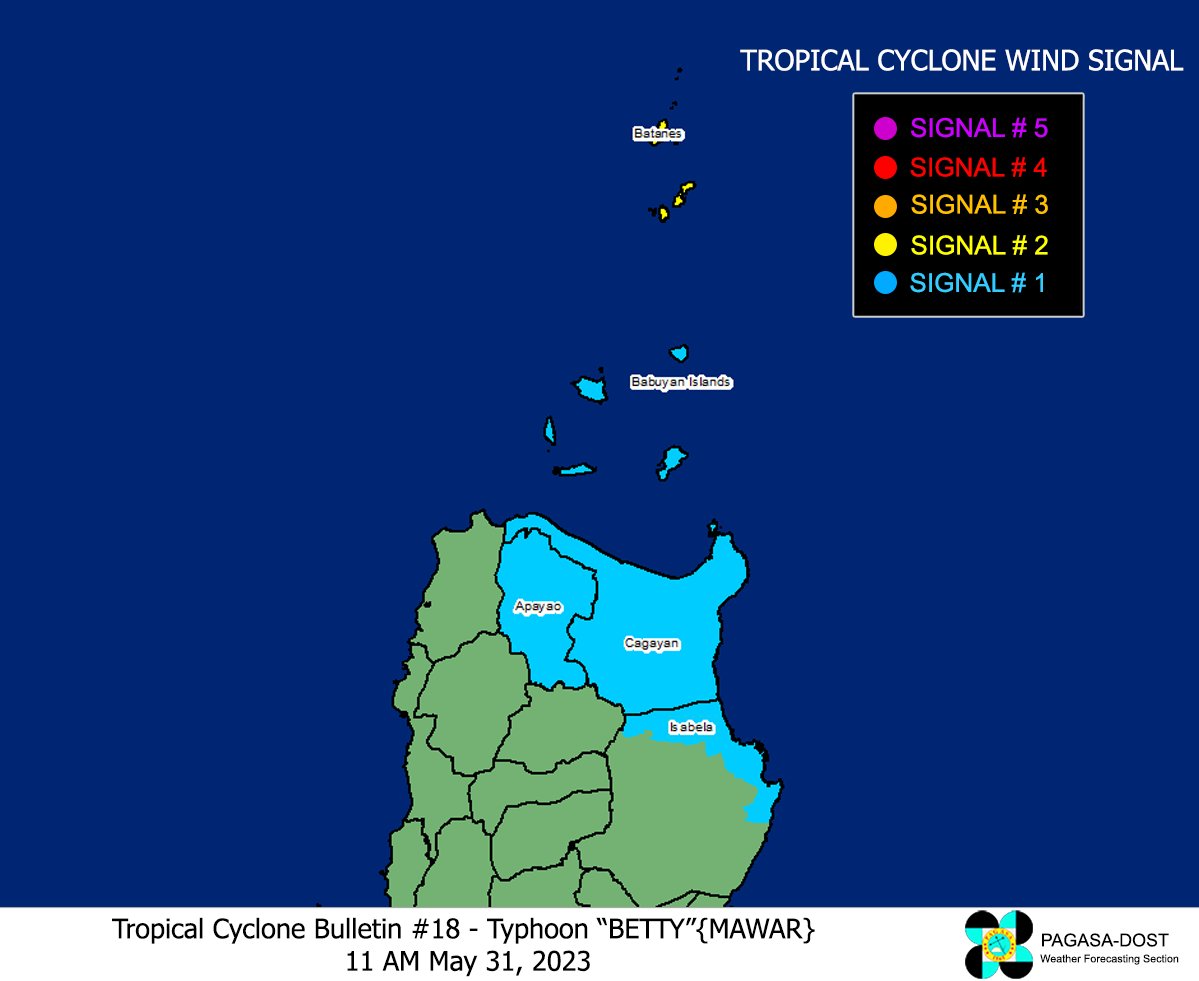 TROPICAL CYCLONE WIND SIGNAL
SIGNAL # 5
SIGNAL # 4
SIGNAL # 3
SIGNAL # 2
SIGNAL # 1
Batanes
Babuyan Islands
Apayao
Cagayan
Isabela
Tropical Cyclone Bulletin #18 - Typhoon “BETTY”{MAWAR}
11 AM May 31, 2023
PAGASA-DOST
Weather Forecasting Section